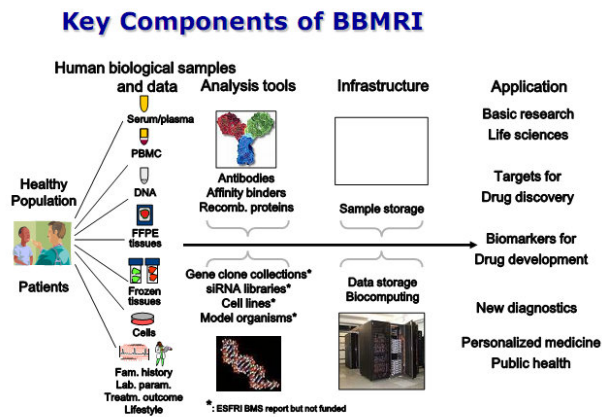 Key Components of BBMRI
Human biological samples
and data
Analysis tools
Infrastructure
Application
Serum/plasma
PBMC
DNA
FFPE
tissues
Frozen
tissues
Cells
Fam. history
Lab. param.
Treatm. outcome
Lifestyle
Healthy
Population
Patients
Antibodies
Affinity binders
Recomb. proteins
Gene clone collections*
siRNA libraries*
Cell lines*
Model organisms*
*: ESFRI BMS report but not funded
Sample storage
Data storage
Biocomputing
Basic research
Life sciences
Targets for
Drug discovery
Biomarkers for
Drug development
New diagnostics
Personalized medicine
Public health